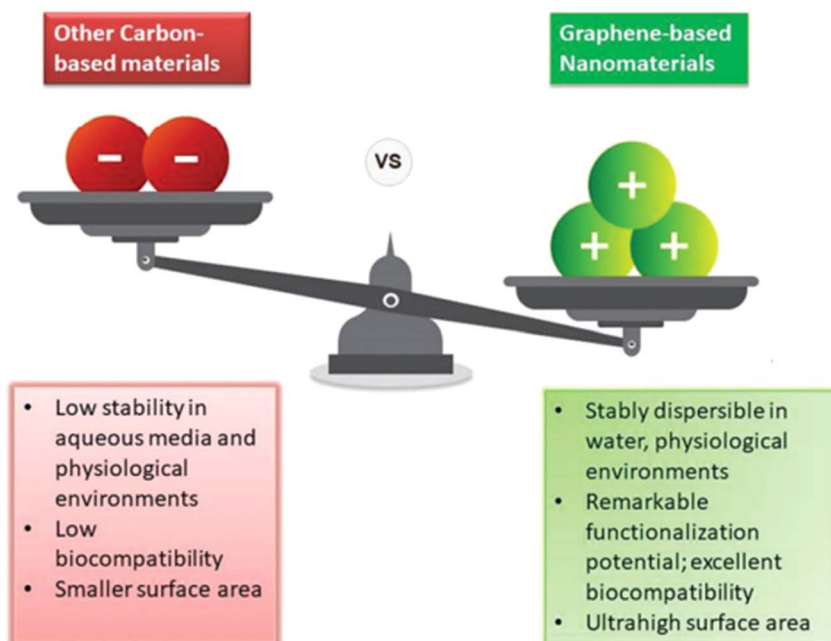 Other Carbon-
based materials
Graphene-based
Nanomaterials
VS
- -
+
+ +
• Low stability in
aqueous media and
physiological
environments
• Low
biocompatibility
• Smaller surface area
• Stably dispersible in
water, physiological
environments
• Remarkable
functionalization
potential; excellent
biocompatibility
• Ultrahigh surface area